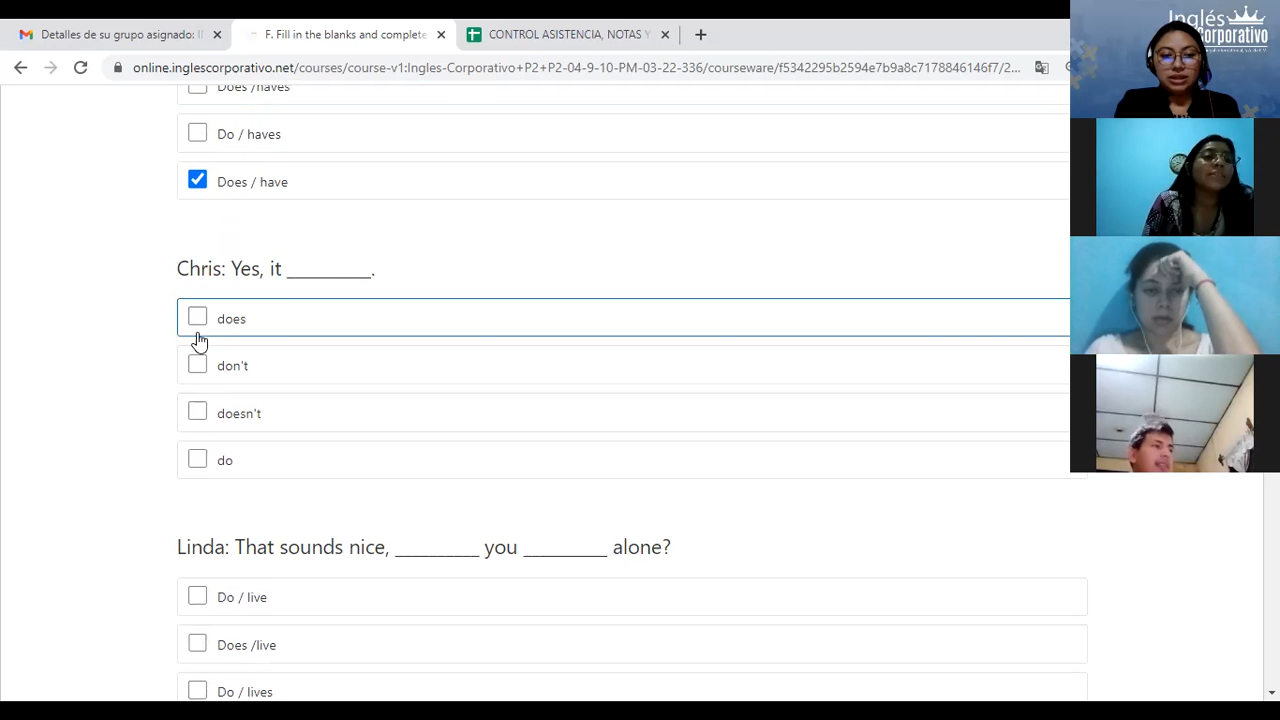 Detalles de su grupo asignado: I
F. Fill in the blanks and complete
CONTROL ASISTENCIA, NOTAS Y
online.inglescorporativo.net/courses/course-v1:Ingles-Corporativo+P2+P2-04-9-10-PM-03-22-336/courseware/f5342295b2594e7b9a8c7178846146f7/2...
Inglés
Corporativo
Does /haves
Do / haves
Does / have
Chris: Yes, it __________.
does
don't
doesn't
do
Linda: That sounds nice, __________ you __________ alone?
Do / live
Does /live
Do / lives